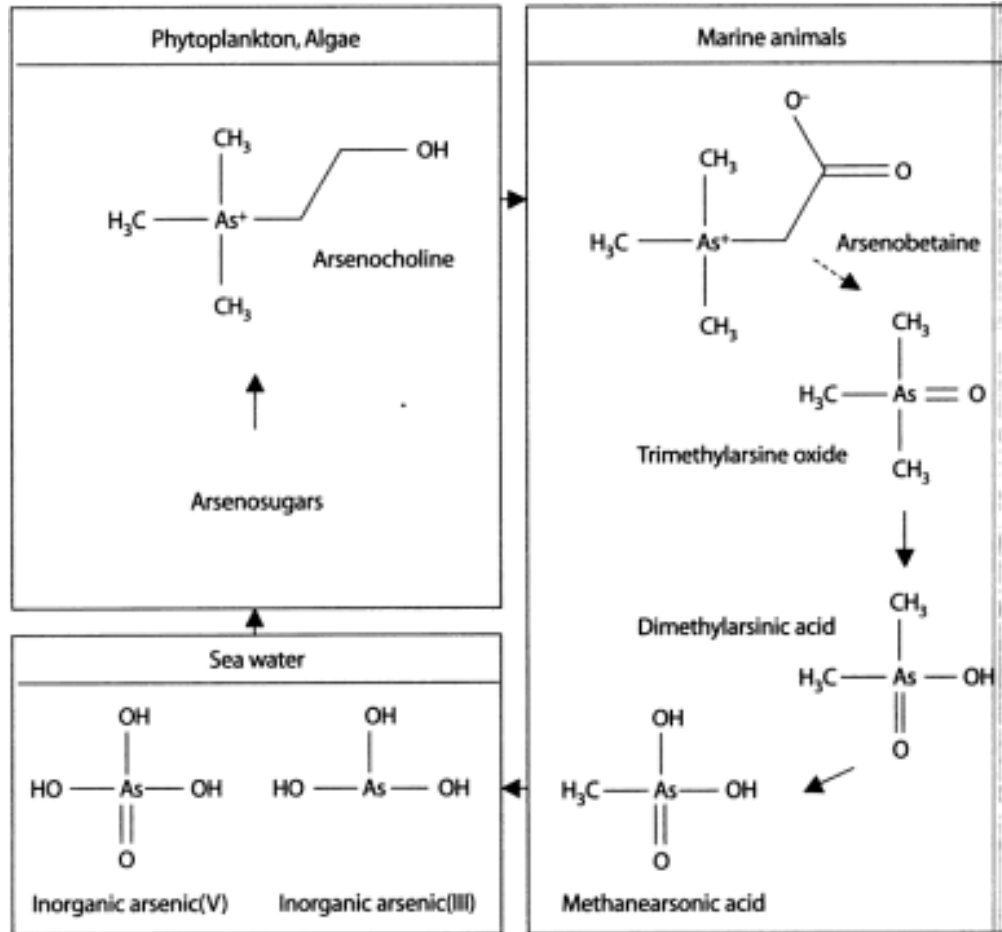 Phytoplankton, Algae
CH₃
OH
H₃C
As⁺
Arsenocholine
CH₃
Arsenosugars
Marine animals
O⁻
CH₃
O
H₃C
As⁺
Arsenobetaine
CH₃
CH₃
H₃C
As
O
Trimethylarsine oxide
CH₃
Dimethylarsinic acid
CH₃
H₃C
As
OH
O
OH
H₃C
As
OH
O
Methanearsonic acid
Sea water
OH
HO
As
OH
O
Inorganic arsenic(V)
OH
HO
As
OH
Inorganic arsenic(III)